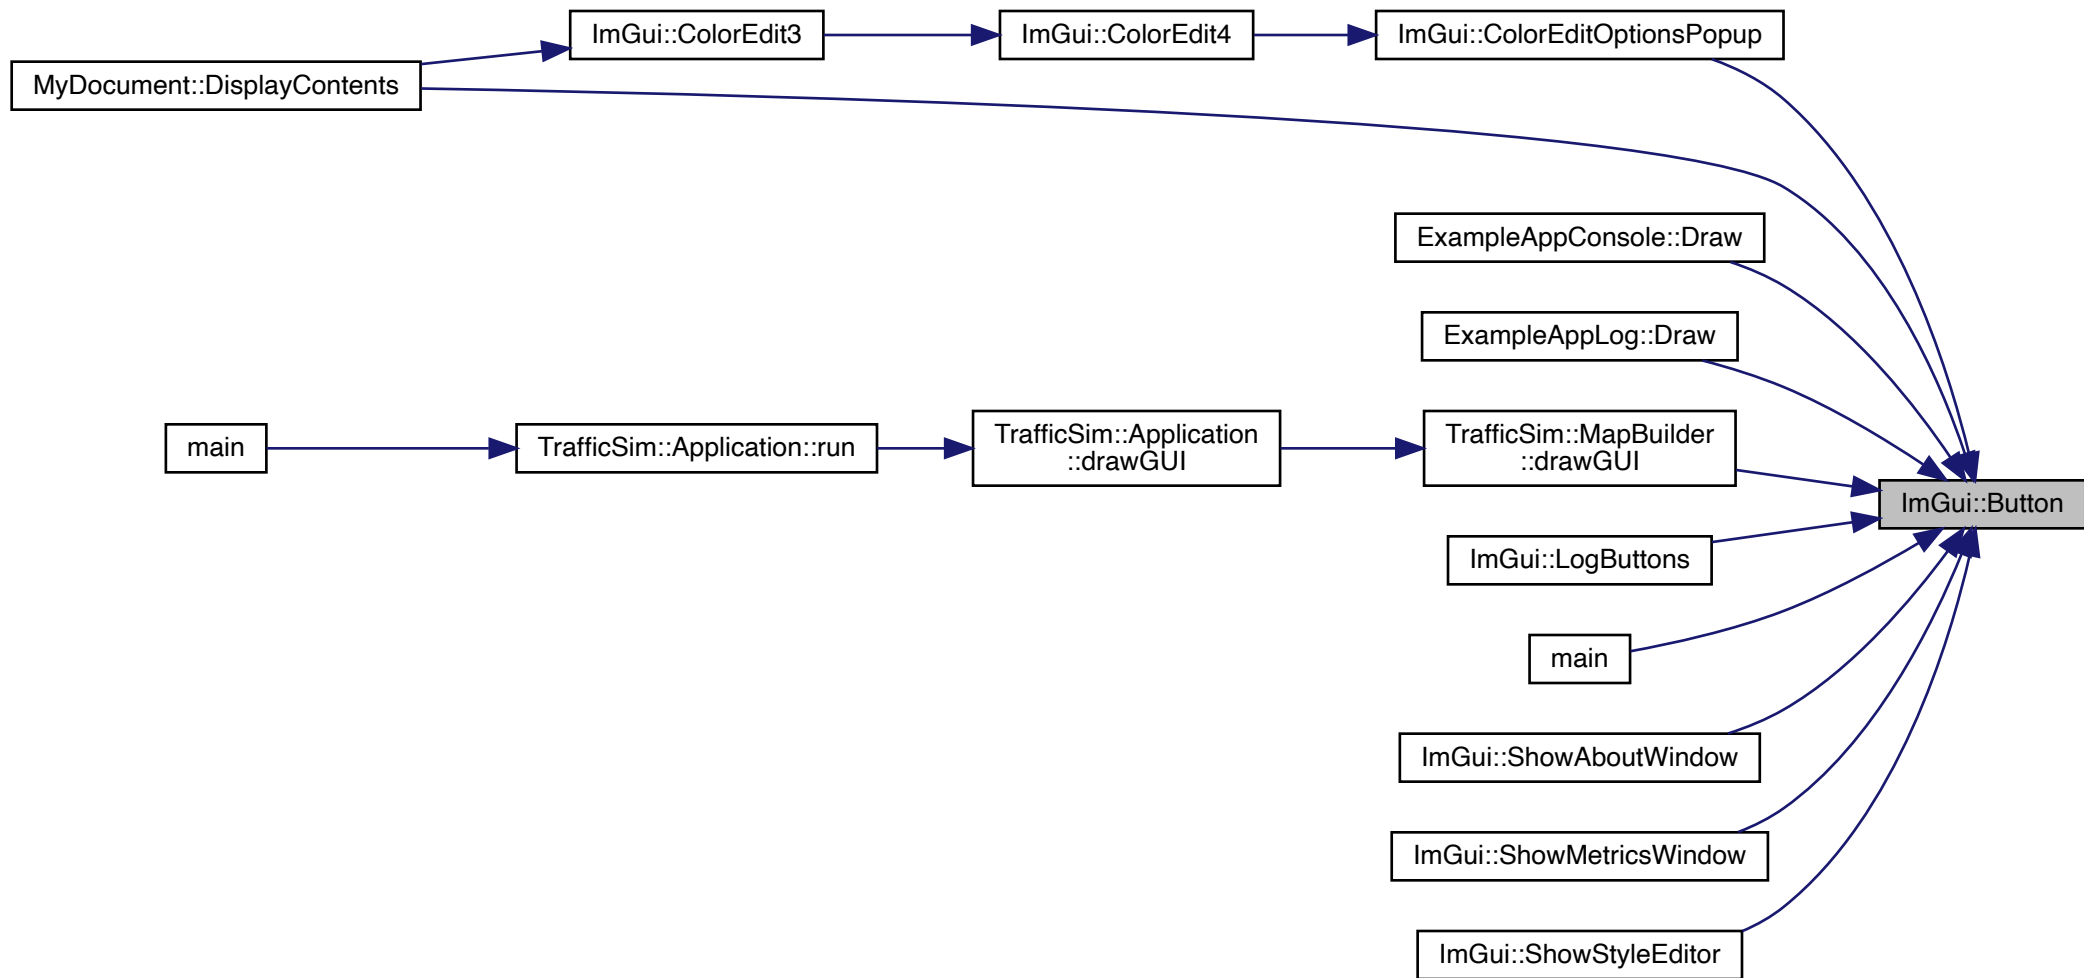 ImGui::ColorEdit3
ImGui::ColorEdit4
ImGui::ColorEditOptionsPopup
MyDocument::DisplayContents
ExampleAppConsole::Draw
ExampleAppLog::Draw
main
TrafficSim::Application::run
TrafficSim::Application
::drawGUI
TrafficSim::MapBuilder
::drawGUI
ImGui::Button
ImGui::LogButtons
main
ImGui::ShowAboutWindow
ImGui::ShowMetricsWindow
ImGui::ShowStyleEditor